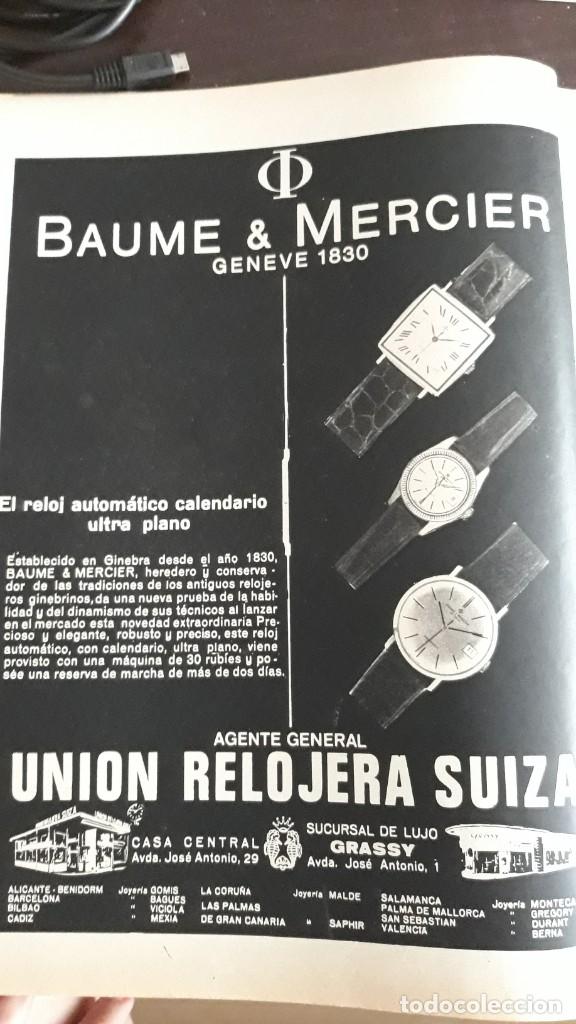 Φ
BAUME & MERCIER
GENEVE 1830
El reloj automático calendario
ultra plano
Establecido en Ginebra desde el año 1830,
BAUME & MERCIER, heredero y conserva-
dor de las tradiciones de los antiguos reloje-
ros ginebrinos, da una nueva prueba de la habi-
lidad y del dinamismo de sus técnicos al lanzar
en el mercado esta novedad extraordinaria Pre-
cioso y elegante, robusto y preciso, este reloj
automático, con calendario, ultra plano, viene
provisto con una máquina de 30 rubíes y po-
sée una reserva de marcha de más de dos días.
AGENTE GENERAL
UNION RELOJERA SUIZA
CASA CENTRAL
Avda. José Antonio, 29
SUCURSAL DE LUJO
GRASSY
Avda. José Antonio, 1
Grassy
ALICANTE-BENIDORM Joyería GOMIS
BARCELONA " BAGUES
BILBAO " VICIOLA
CADIZ " MEXIA
LA CORUÑA Joyería MALDE
LAS PALMAS
DE GRAN CANARIA " SAPHIR
SALAMANCA Joyería MONTECA
PALMA DE MALLORCA " GREGORY
SAN SEBASTIAN " DURANT
VALENCIA " BERNA
todocoleccion